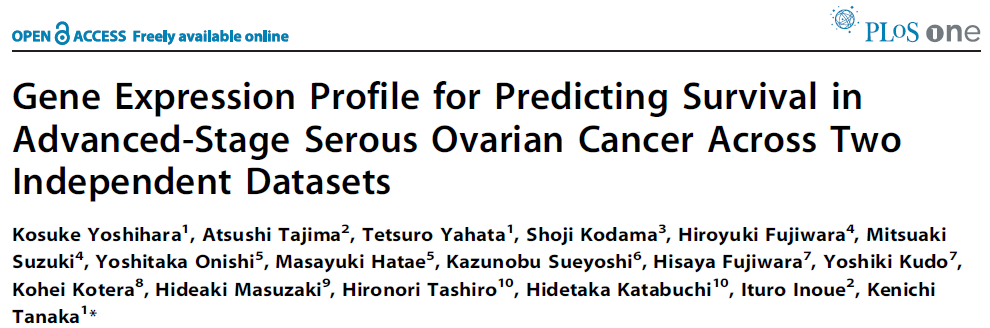 OPEN ACCESS Freely available online
PLoS one
Gene Expression Profile for Predicting Survival in
Advanced-Stage Serous Ovarian Cancer Across Two
Independent Datasets
Kosuke Yoshihara1, Atsushi Tajima2, Tetsuro Yahata1, Shoji Kodama3, Hiroyuki Fujiwara4, Mitsuaki
Suzuki4, Yoshitaka Onishi5, Masayuki Hatae5, Kazunobu Sueyoshi6, Hisaya Fujiwara7, Yoshiki Kudo7,
Kohei Kotera8, Hideaki Masuzaki9, Hironori Tashiro10, Hidetaka Katabuchi10, Ituro Inoue2, Kenichi
Tanaka1*